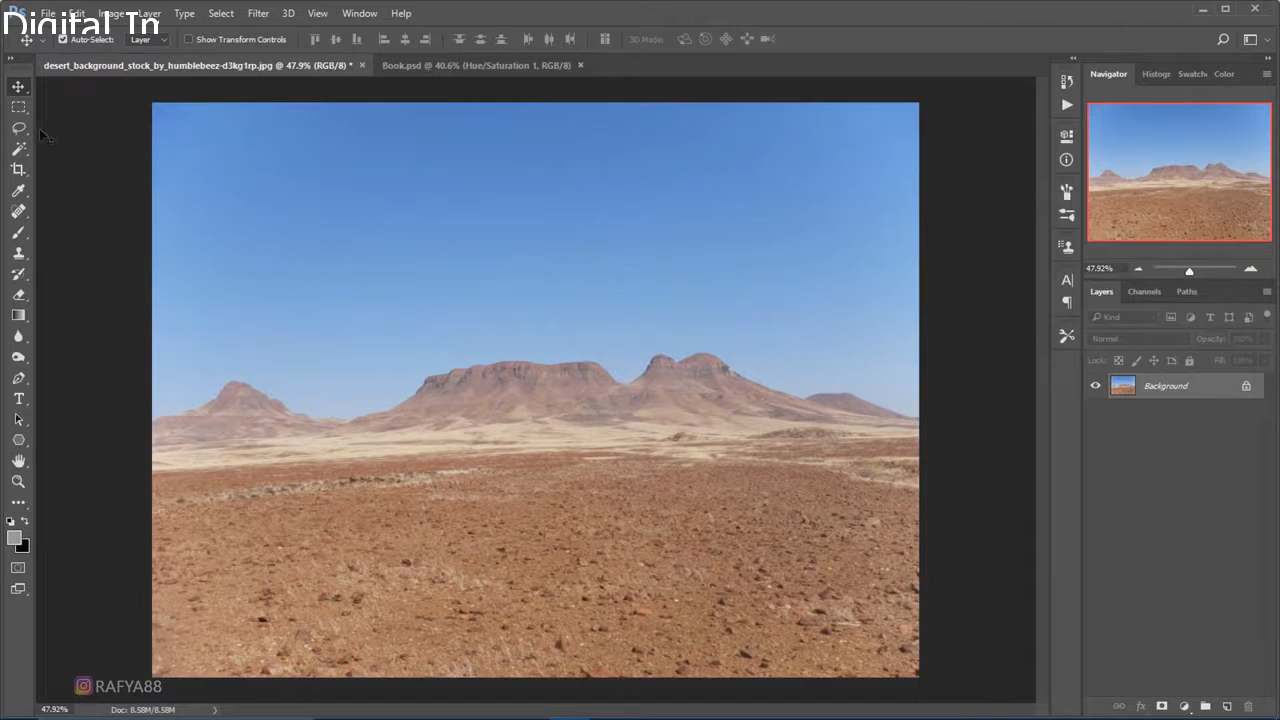 File Edit Image Layer Type Select Filter 3D View Window Help
Digital
Auto-Select: Layer Show Transform Controls 3D Mode:
desert_background_stock_by_humblebeez-d3kg1rp.jpg @ 47.9% (RGB/8) * Book.psd @ 40.6% (Hue/Saturation 1, RGB/8)
Navigator Histogr Swatch Color
47.92%
Layers Channels Paths
Kind
Normal Opacity: 100%
Lock: Fill: 100%
Background
RAFYA88
47.92% Doc: 8.58M/8.58M